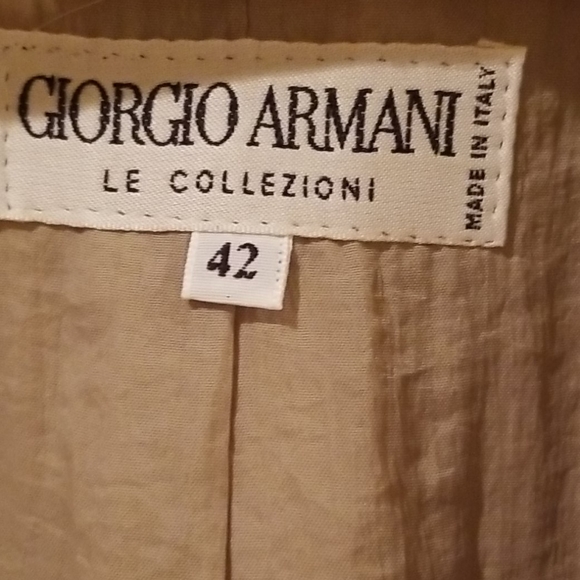 GIORGIO ARMANI
LE COLLEZIONI
MADE IN ITALY
42